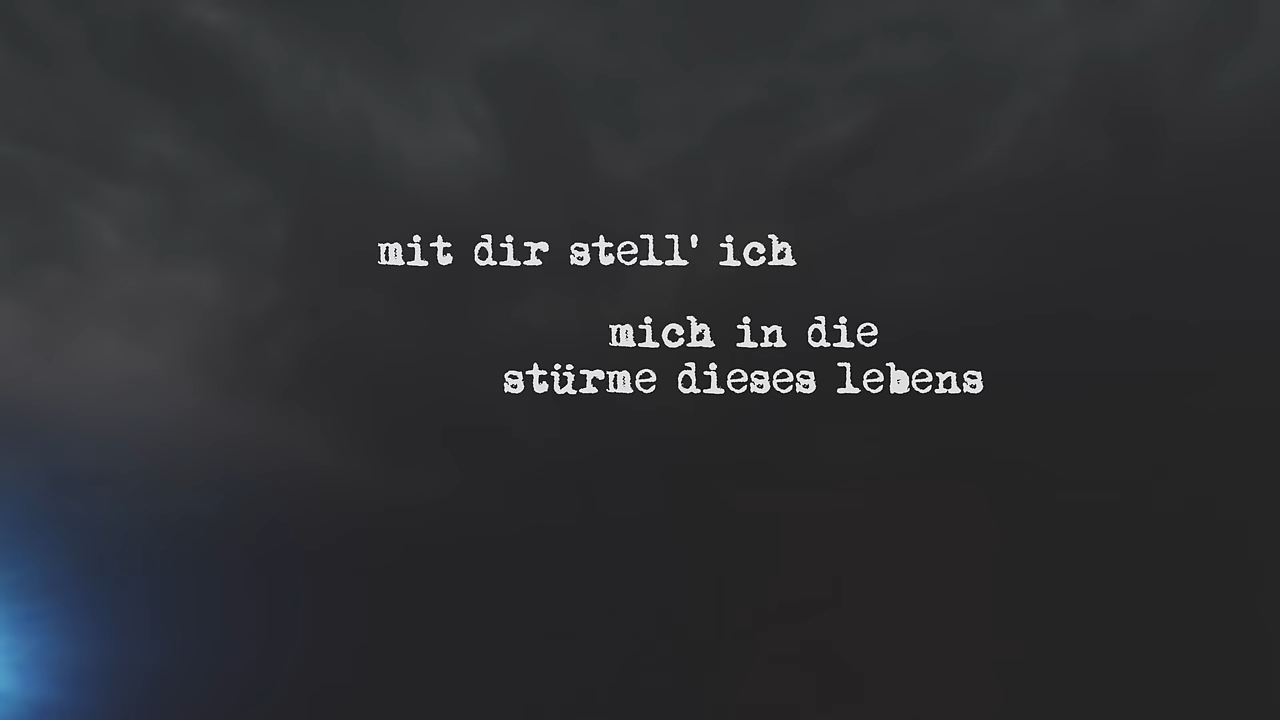 mit dir stell' ich
mich in die
stürme dieses lebens